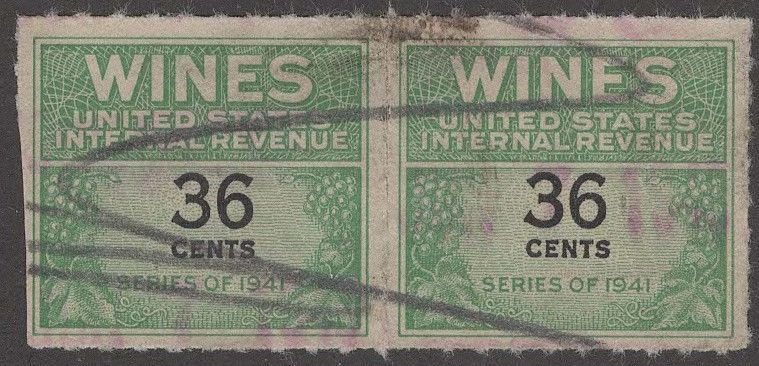 WINES
UNITED STATES
INTERNAL REVENUE
36
CENTS
SERIES OF 1941
WINES
UNITED STATES
INTERNAL REVENUE
36
CENTS
SERIES OF 1941